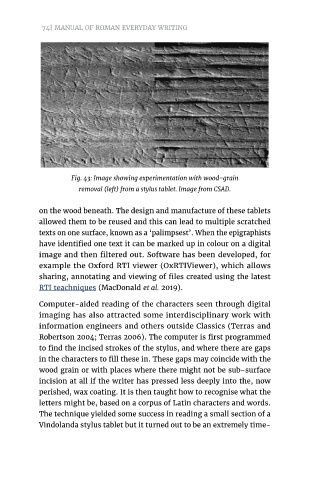 74| MANUAL OF ROMAN EVERYDAY WRITING
Fig. 43: Image showing experimentation with wood-grain
removal (left) from a stylus tablet. Image from CSAD.
on the wood beneath. The design and manufacture of these tablets
allowed them to be reused and this can lead to multiple scratched
texts on one surface, known as a ‘palimpsest’. When the epigraphists
have identified one text it can be marked up in colour on a digital
image and then filtered out. Software has been developed, for
example the Oxford RTI viewer (OxRTIViewer), which allows
sharing, annotating and viewing of files created using the latest
RTI teachniques (MacDonald et al. 2019).
Computer-aided reading of the characters seen through digital
imaging has also attracted some interdisciplinary work with
information engineers and others outside Classics (Terras and
Robertson 2004; Terras 2006). The computer is first programmed
to find the incised strokes of the stylus, and where there are gaps
in the characters to fill these in. These gaps may coincide with the
wood grain or with places where there might not be sub-surface
incision at all if the writer has pressed less deeply into the, now
perished, wax coating. It is then taught how to recognise what the
letters might be, based on a corpus of Latin characters and words.
The technique yielded some success in reading a small section of a
Vindolanda stylus tablet but it turned out to be an extremely time-